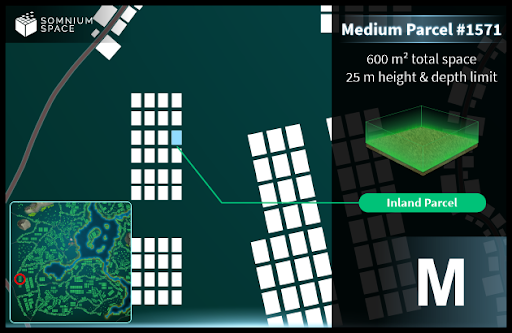 SOMNIUM
SPACE
Medium Parcel #1571
600 m² total space
25 m height & depth limit
Inland Parcel
M